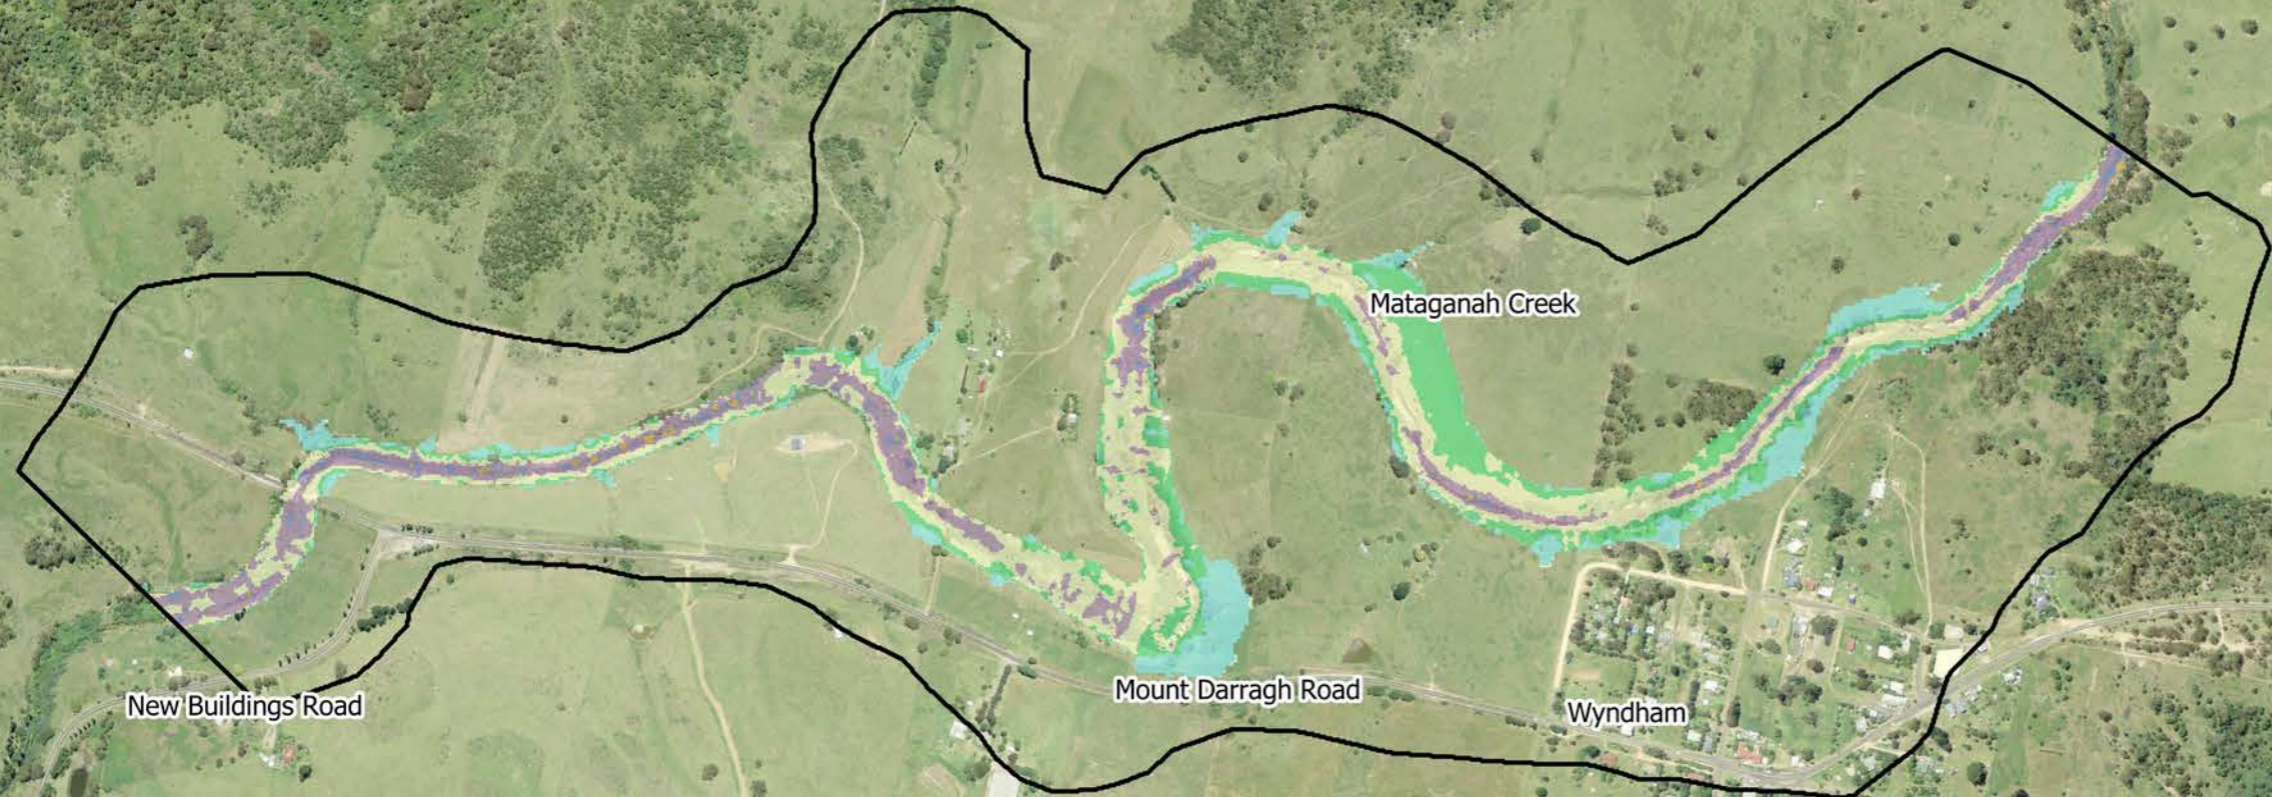 Mataganah Creek
Mount Darragh Road
New Buildings Road
Wyndham